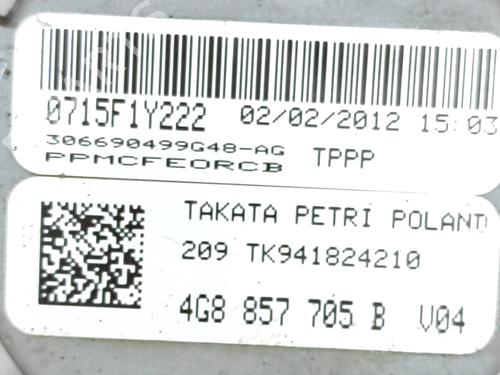 0715F1Y222 02/02/2012 15:03
306690499G48-AG TPPP
PPMCFEORCB
TAKATA PETRI POLAND
209 TK941824210
4G8 857 705 B V04